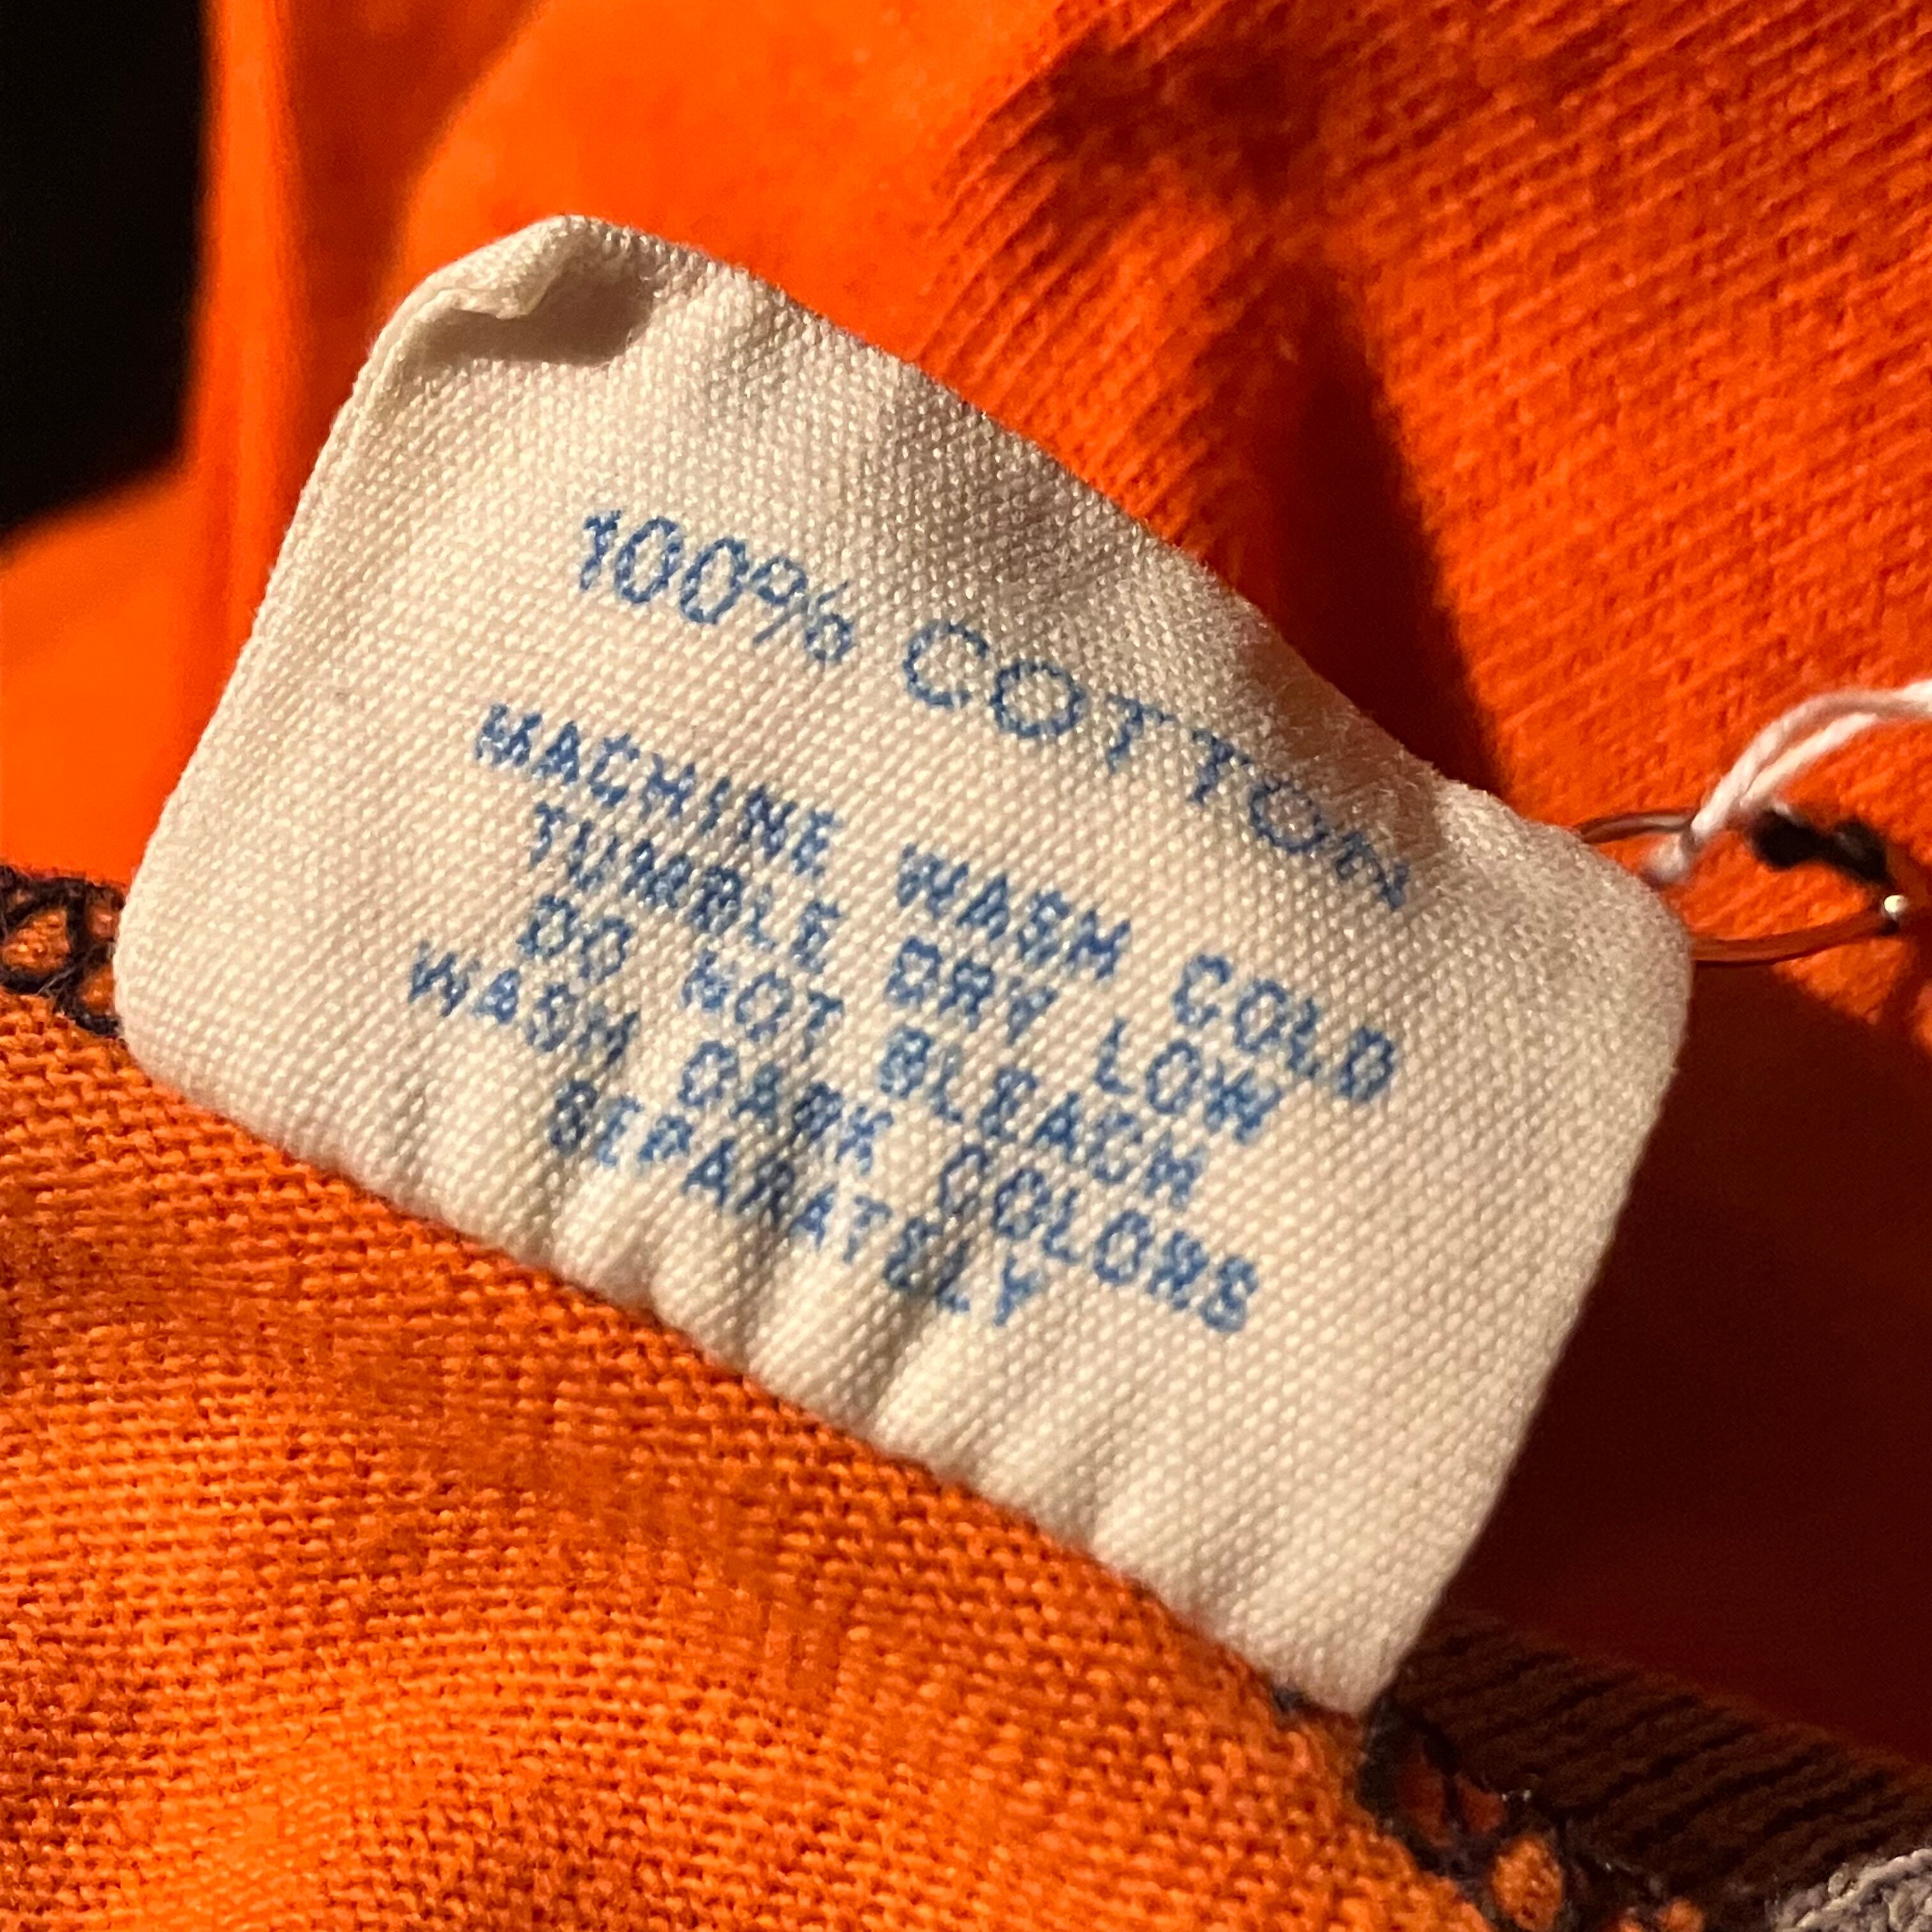 100% COTTON
MACHINE WASH COLD
TUMBLE DRY LOW
DO NOT BLEACH
WASH DARK COLORS
SEPARATELY